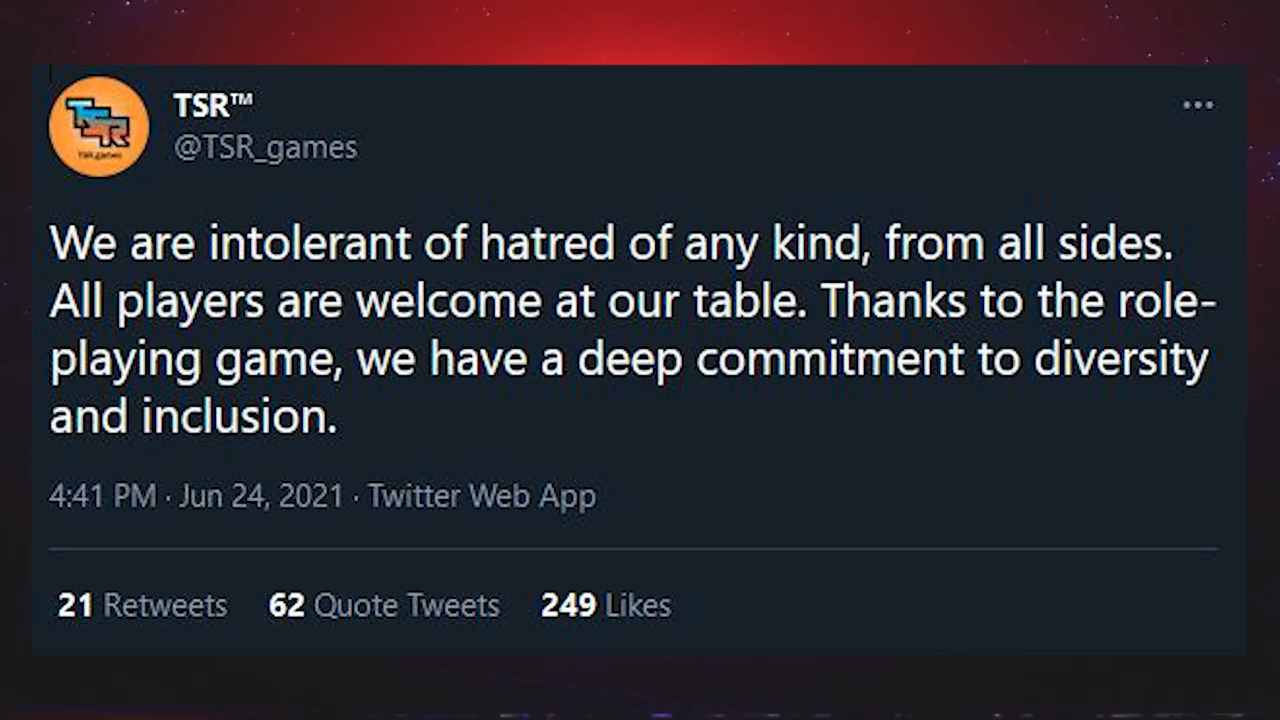 TSR™
@TSR_games
TSR.games
We are intolerant of hatred of any kind, from all sides.
All players are welcome at our table. Thanks to the role-
playing game, we have a deep commitment to diversity
and inclusion.
4:41 PM · Jun 24, 2021 · Twitter Web App
21 Retweets 62 Quote Tweets 249 Likes